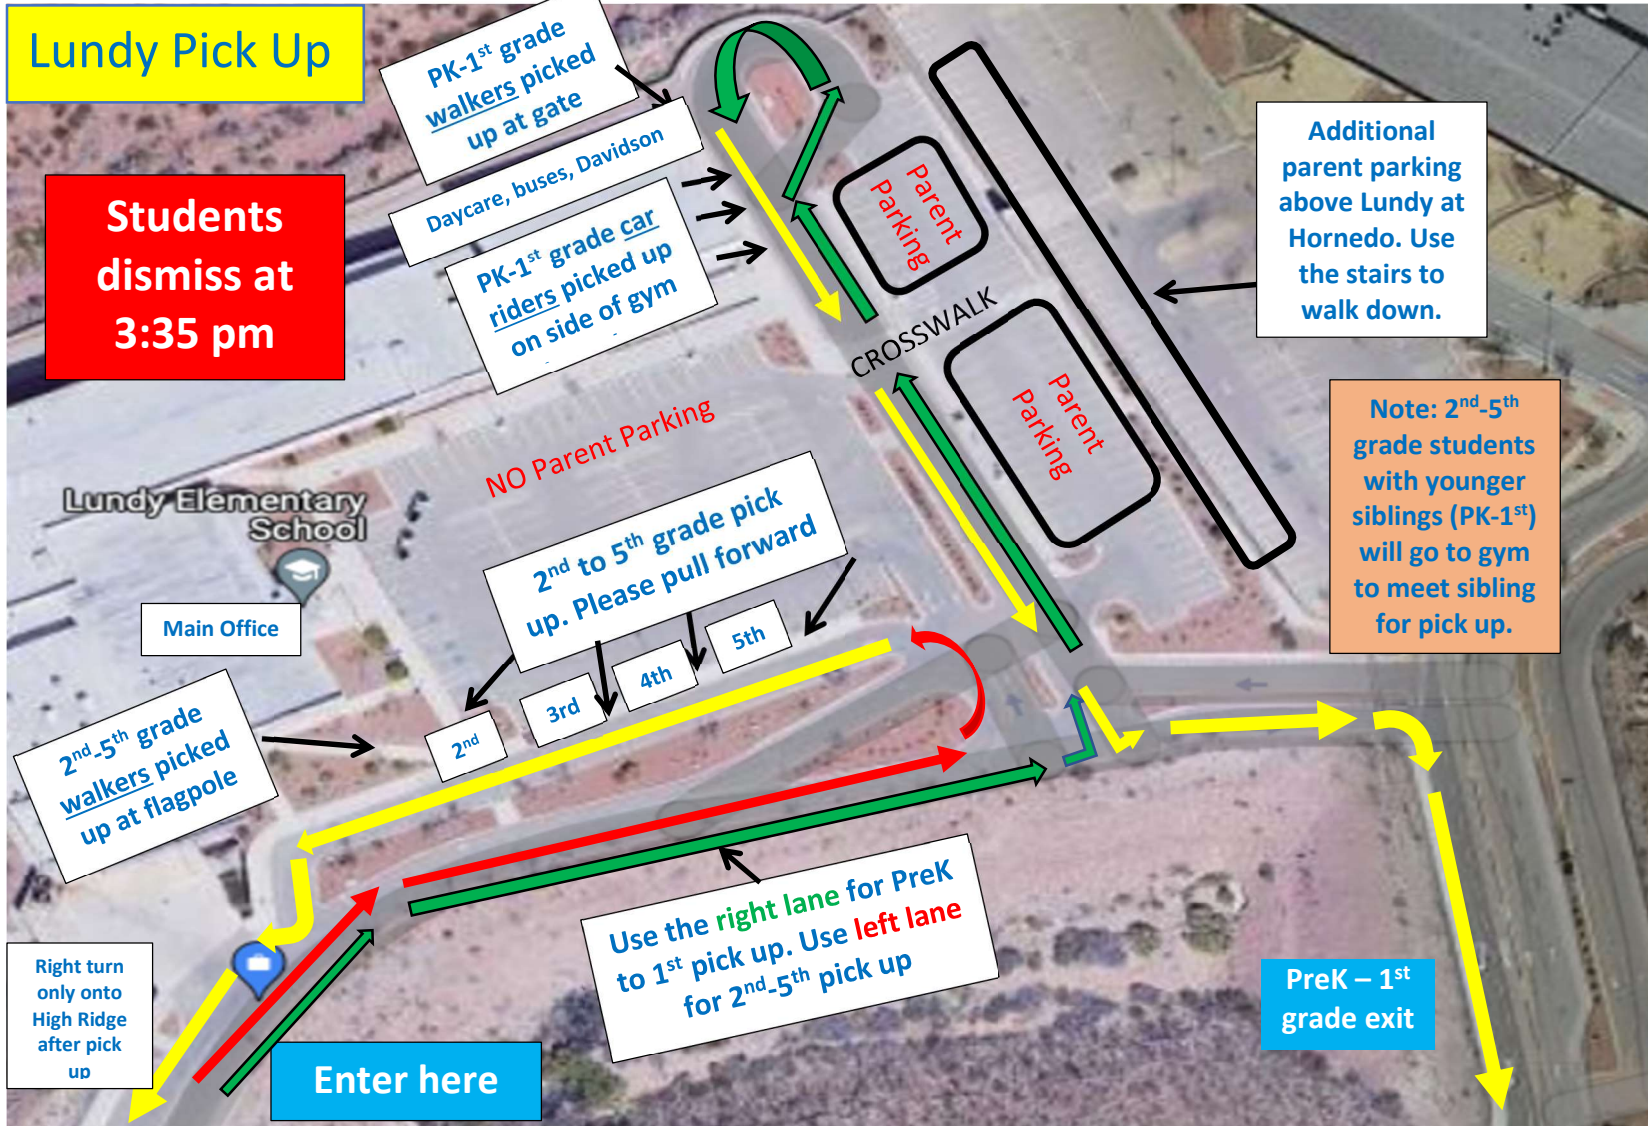 Lundy Pick Up
PK-1st grade
walkers picked
up at gate
Daycare, buses, Davidson
PK-1st grade car
riders picked up
on side of gym
Students
dismiss at
3:35 pm
Parent
Parking
Additional
parent parking
above Lundy at
Hornedo. Use
the stairs to
walk down.
CROSSWALK
Parent
Parking
NO Parent Parking
Note: 2nd-5th
grade students
with younger
siblings (PK-1st)
will go to gym
to meet sibling
for pick up.
Lundy Elementary
School
Main Office
2nd to 5th grade pick
up. Please pull forward
2nd
3rd
4th
5th
2nd-5th grade
walkers picked
up at flagpole
Use the right lane for PreK
to 1st pick up. Use left lane
for 2nd-5th pick up
Right turn
only onto
High Ridge
after pick
up
Enter here
PreK – 1st
grade exit